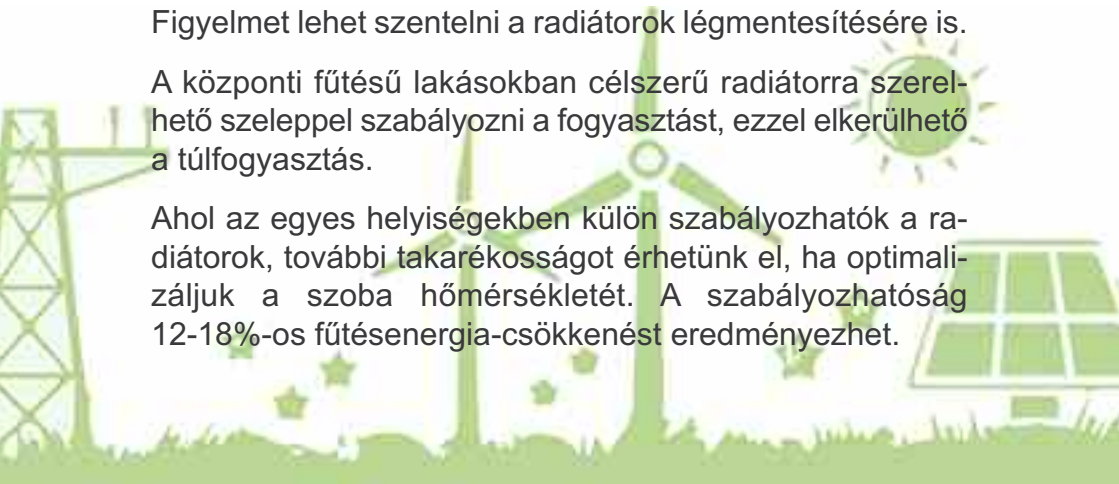 Figyelmet lehet szentelni a radiátorok légmentesítésére is.
A központi fűtésű lakásokban célszerű radiátorra szerel-
hető szeleppel szabályozni a fogyasztást, ezzel elkerülhető
a túlfogyasztás.
Ahol az egyes helyiségekben külön szabályozhatók a ra-
diátorok, további takarékosságot érhetünk el, ha optimali-
záljuk a szoba hőmérsékletét. A szabályozhatóság
12-18%-os fűtésenergia-csökkenést eredményezhet.